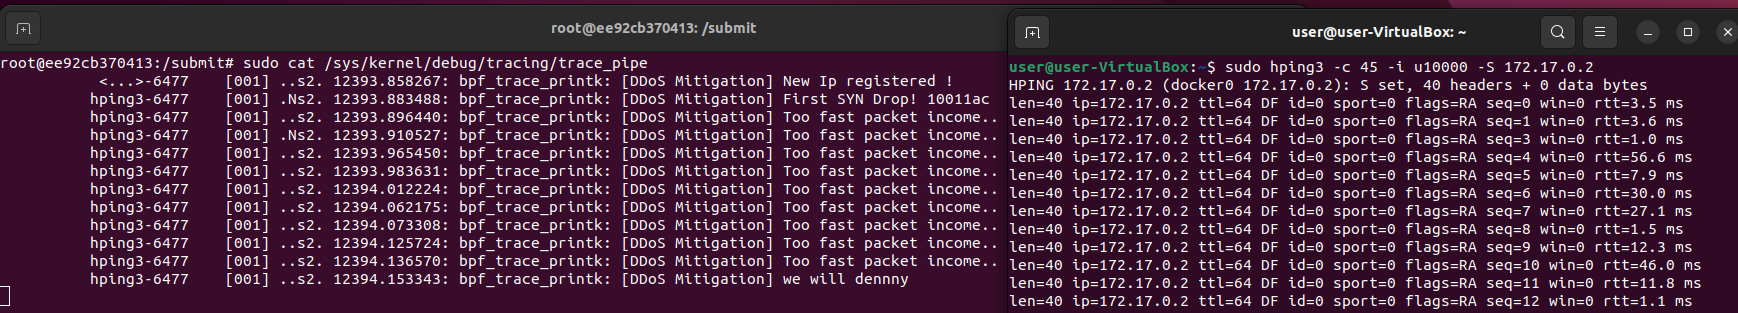 root@ee92cb370413: /submit
root@ee92cb370413:/submit# sudo cat /sys/kernel/debug/tracing/trace_pipe
<...>-6477 [001] ..s2. 12393.858267: bpf_trace_printk: [DDoS Mitigation] New Ip registered !
hping3-6477 [001] .Ns2. 12393.883488: bpf_trace_printk: [DDoS Mitigation] First SYN Drop! 10011ac
hping3-6477 [001] ..s2. 12393.896440: bpf_trace_printk: [DDoS Mitigation] Too fast packet income..
hping3-6477 [001] .Ns2. 12393.910527: bpf_trace_printk: [DDoS Mitigation] Too fast packet income..
hping3-6477 [001] ..s2. 12393.965450: bpf_trace_printk: [DDoS Mitigation] Too fast packet income..
hping3-6477 [001] ..s2. 12393.983631: bpf_trace_printk: [DDoS Mitigation] Too fast packet income..
hping3-6477 [001] ..s2. 12394.012224: bpf_trace_printk: [DDoS Mitigation] Too fast packet income..
hping3-6477 [001] ..s2. 12394.062175: bpf_trace_printk: [DDoS Mitigation] Too fast packet income..
hping3-6477 [001] ..s2. 12394.073308: bpf_trace_printk: [DDoS Mitigation] Too fast packet income..
hping3-6477 [001] ..s2. 12394.125724: bpf_trace_printk: [DDoS Mitigation] Too fast packet income..
hping3-6477 [001] ..s2. 12394.136570: bpf_trace_printk: [DDoS Mitigation] Too fast packet income..
hping3-6477 [001] ..s2. 12394.153343: bpf_trace_printk: [DDoS Mitigation] we will dennny
user@user-VirtualBox: ~
user@user-VirtualBox:~$ sudo hping3 -c 45 -i u10000 -S 172.17.0.2
HPING 172.17.0.2 (docker0 172.17.0.2): S set, 40 headers + 0 data bytes
len=40 ip=172.17.0.2 ttl=64 DF id=0 sport=0 flags=RA seq=0 win=0 rtt=3.5 ms
len=40 ip=172.17.0.2 ttl=64 DF id=0 sport=0 flags=RA seq=1 win=0 rtt=3.6 ms
len=40 ip=172.17.0.2 ttl=64 DF id=0 sport=0 flags=RA seq=3 win=0 rtt=1.0 ms
len=40 ip=172.17.0.2 ttl=64 DF id=0 sport=0 flags=RA seq=4 win=0 rtt=56.6 ms
len=40 ip=172.17.0.2 ttl=64 DF id=0 sport=0 flags=RA seq=5 win=0 rtt=7.9 ms
len=40 ip=172.17.0.2 ttl=64 DF id=0 sport=0 flags=RA seq=6 win=0 rtt=30.0 ms
len=40 ip=172.17.0.2 ttl=64 DF id=0 sport=0 flags=RA seq=7 win=0 rtt=27.1 ms
len=40 ip=172.17.0.2 ttl=64 DF id=0 sport=0 flags=RA seq=8 win=0 rtt=1.5 ms
len=40 ip=172.17.0.2 ttl=64 DF id=0 sport=0 flags=RA seq=9 win=0 rtt=12.3 ms
len=40 ip=172.17.0.2 ttl=64 DF id=0 sport=0 flags=RA seq=10 win=0 rtt=46.0 ms
len=40 ip=172.17.0.2 ttl=64 DF id=0 sport=0 flags=RA seq=11 win=0 rtt=11.8 ms
len=40 ip=172.17.0.2 ttl=64 DF id=0 sport=0 flags=RA seq=12 win=0 rtt=1.1 ms